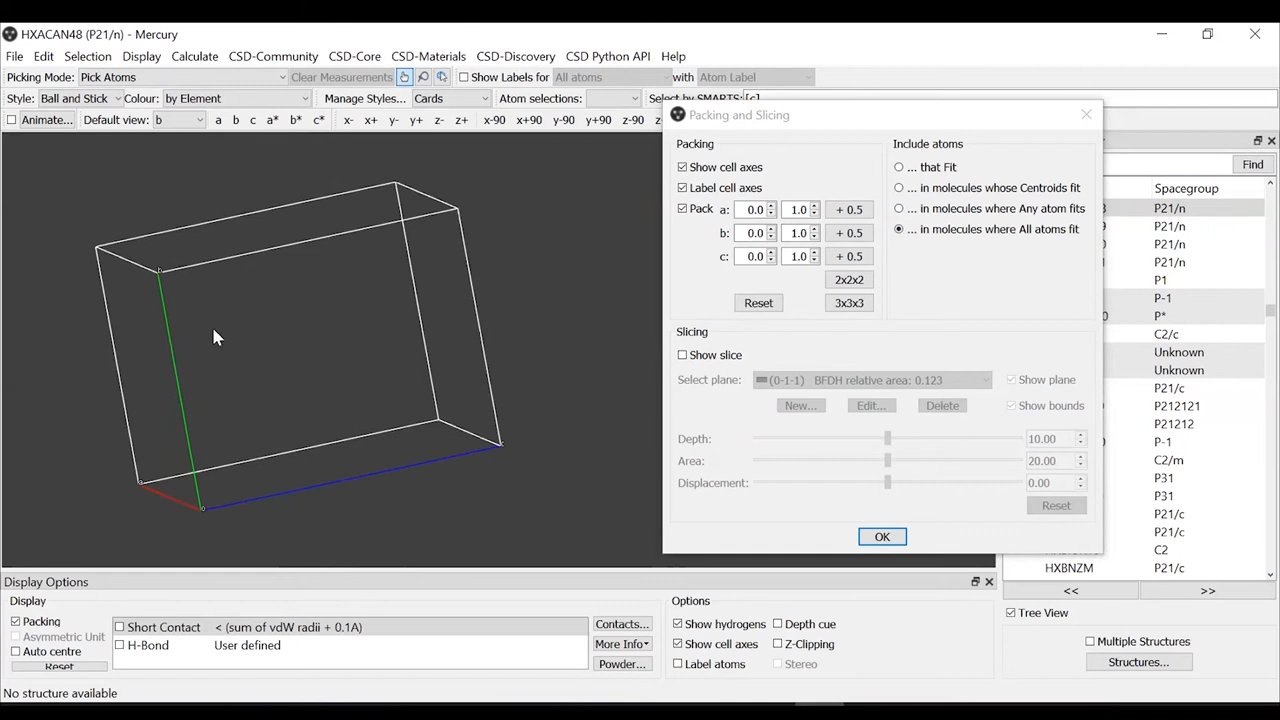 HXACAN48 (P21/n) - Mercury
File Edit Selection Display Calculate CSD-Community CSD-Core CSD-Materials CSD-Discovery CSD Python API Help
Picking Mode: Pick Atoms Clear Measurements Show Labels for All atoms with Atom Label
Style: Ball and Stick Colour: by Element Manage Styles... Cards Atom selections: Select by SMARTS: [c]
Animate... Default view: b a b c a* b* c* x- x+ y- y+ z- z+ x-90 x+90 y-90 y+90 z-90
Packing and Slicing
Packing
Show cell axes
Label cell axes
Pack a: 0.0 1.0 + 0.5
b: 0.0 1.0 + 0.5
c: 0.0 1.0 + 0.5
2x2x2
Reset 3x3x3
Include atoms
... that Fit
... in molecules whose Centroids fit
... in molecules where Any atom fits
... in molecules where All atoms fit
Slicing
Show slice
Select plane: (0-1-1) BFDH relative area: 0.123 Show plane
New... Edit... Delete Show bounds
Depth: 10.00
Area: 20.00
Displacement: 0.00
Reset
OK
Find
Spacegroup
P21/n
P21/n
P21/n
P21/n
P1
P-1
P*
C2/c
Unknown
Unknown
P21/c
P212121
P21212
P-1
C2/m
P31
P31
P21/c
P21/c
C2
HXBNZM P21/c
<< >>
Tree View
Multiple Structures
Structures...
b
a
o
c
Display Options
Display
Packing
Asymmetric Unit
Auto centre
Reset
Short Contact < (sum of vdW radii + 0.1A)
H-Bond User defined
Contacts...
More Info
Powder...
Options
Show hydrogens Depth cue
Show cell axes Z-Clipping
Label atoms Stereo
No structure available